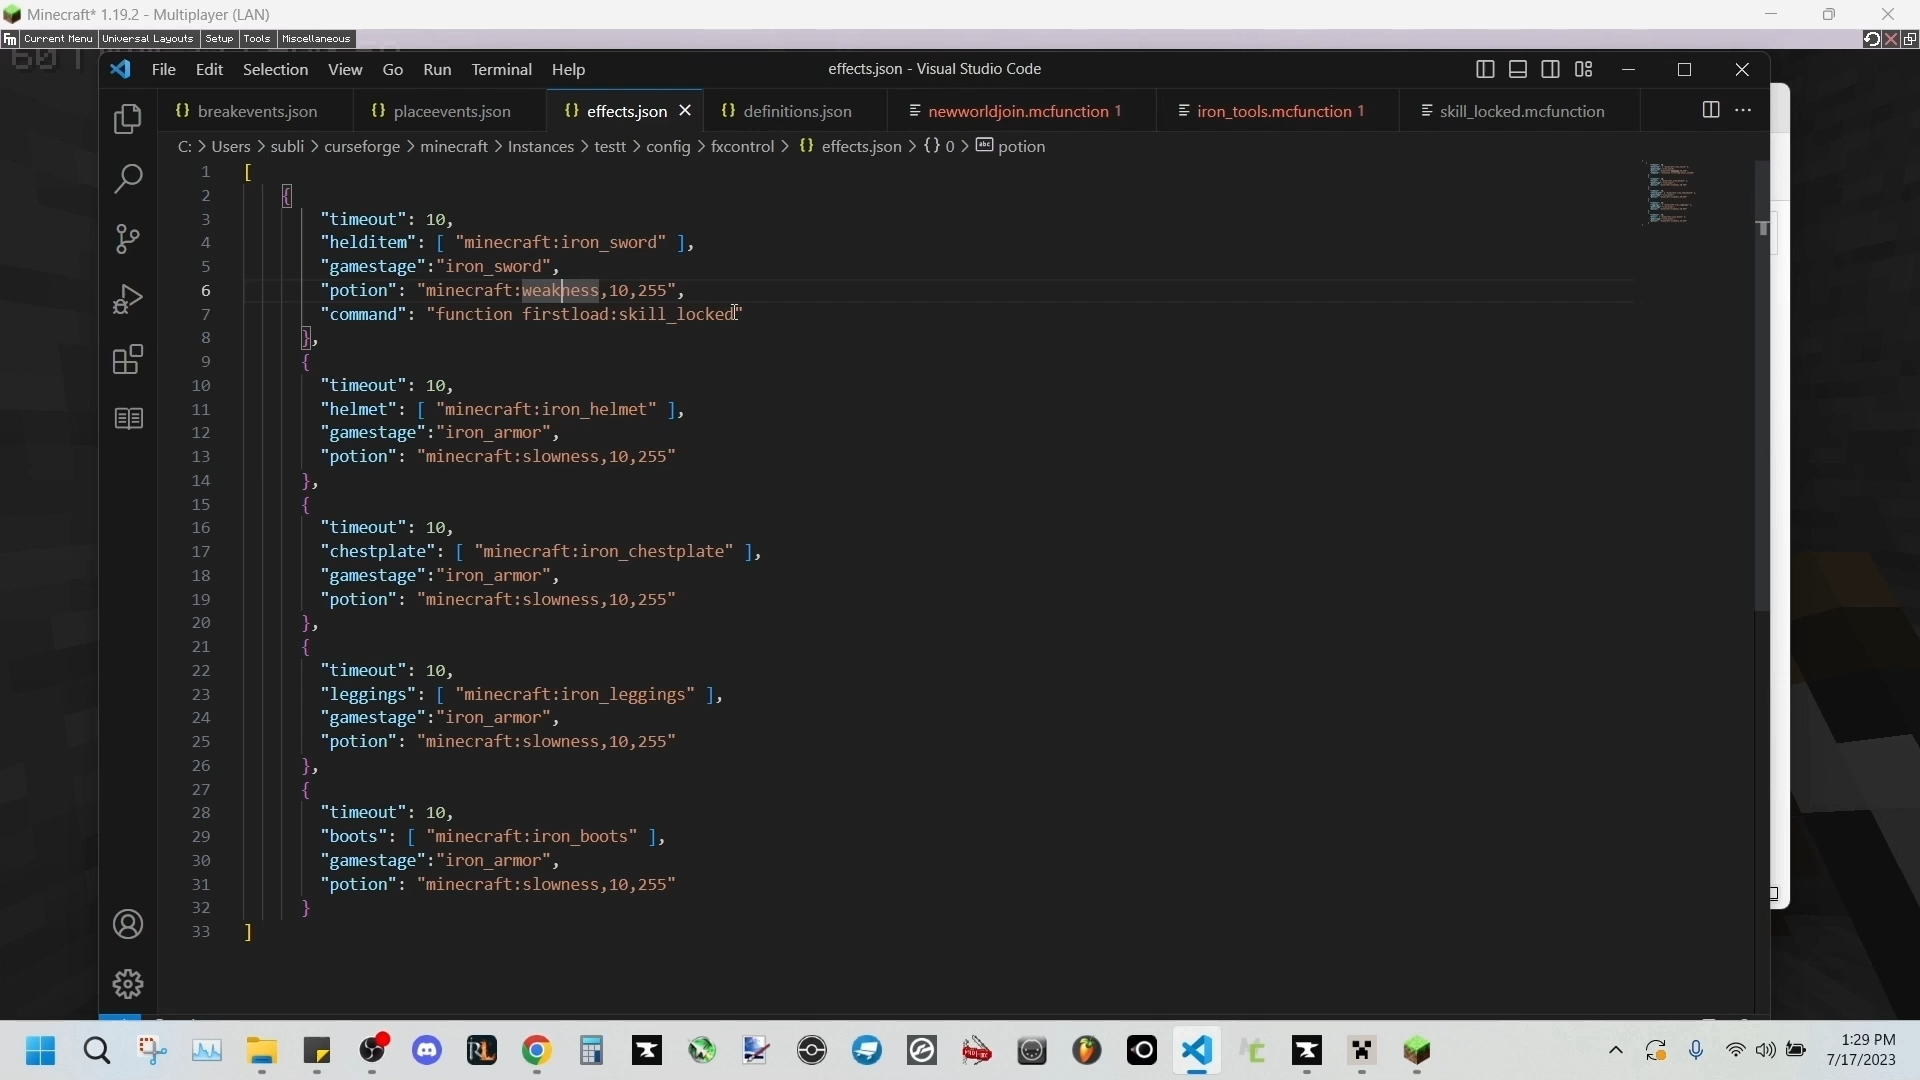 Minecraft* 1.19.2 - Multiplayer (LAN)
Fm Current Menu Universal Layouts Setup Tools Miscellaneous
File Edit Selection View Go Run Terminal Help
effects.json - Visual Studio Code
{} breakevents.json {} placeevents.json {} effects.json {} definitions.json newworldjoin.mcfunction 1 iron_tools.mcfunction 1 skill_locked.mcfunction
C: > Users > subli > curseforge > minecraft > Instances > testt > config > fxcontrol > {} effects.json > {} 0 > abc potion
1 [
2 {
3 "timeout": 10,
4 "helditem": [ "minecraft:iron_sword" ],
5 "gamestage":"iron_sword",
6 "potion": "minecraft:weakness,10,255",
7 "command": "function firstload:skill_locked"
8 },
9 {
10 "timeout": 10,
11 "helmet": [ "minecraft:iron_helmet" ],
12 "gamestage":"iron_armor",
13 "potion": "minecraft:slowness,10,255"
14 },
15 {
16 "timeout": 10,
17 "chestplate": [ "minecraft:iron_chestplate" ],
18 "gamestage":"iron_armor",
19 "potion": "minecraft:slowness,10,255"
20 },
21 {
22 "timeout": 10,
23 "leggings": [ "minecraft:iron_leggings" ],
24 "gamestage":"iron_armor",
25 "potion": "minecraft:slowness,10,255"
26 },
27 {
28 "timeout": 10,
29 "boots": [ "minecraft:iron_boots" ],
30 "gamestage":"iron_armor",
31 "potion": "minecraft:slowness,10,255"
32 }
33 ]
1:29 PM
7/17/2023